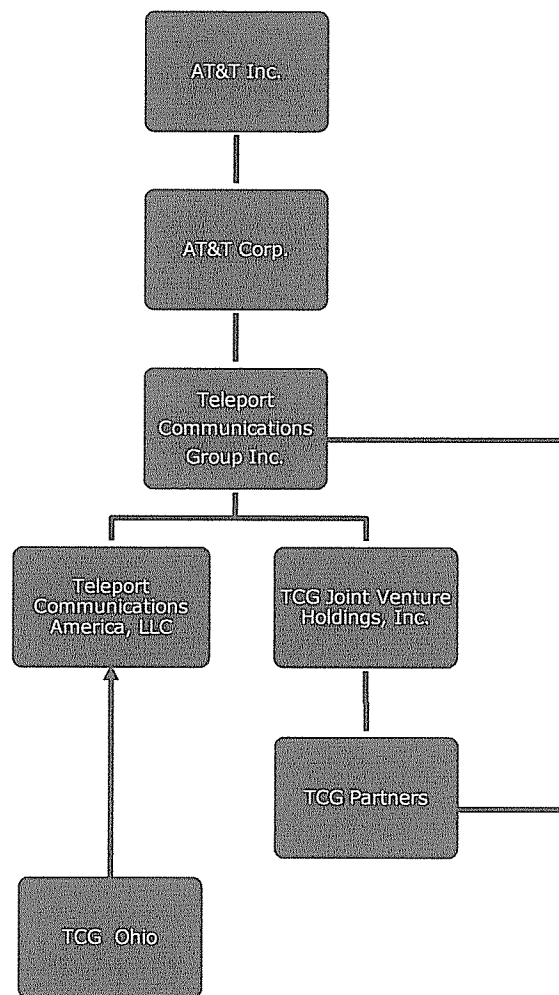 AT&T Inc.
AT&T Corp.
Teleport
Communications
Group Inc.
Teleport
Communications
America, LLC
TCG Joint Venture
Holdings, Inc.
TCG Partners
TCG Ohio